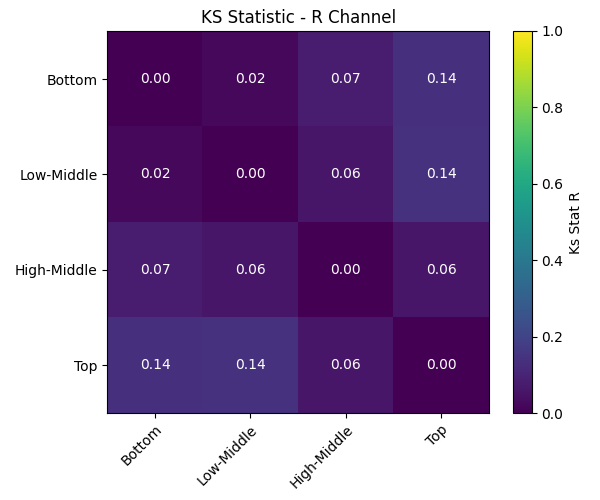 KS Statistic - R Channel
Bottom 0.00 0.02 0.07 0.14
Low-Middle 0.02 0.00 0.06 0.14
High-Middle 0.07 0.06 0.00 0.06
Top 0.14 0.14 0.06 0.00
Bottom Low-Middle High-Middle Top
1.0
0.8
0.6
0.4
0.2
0.0
Ks Stat R